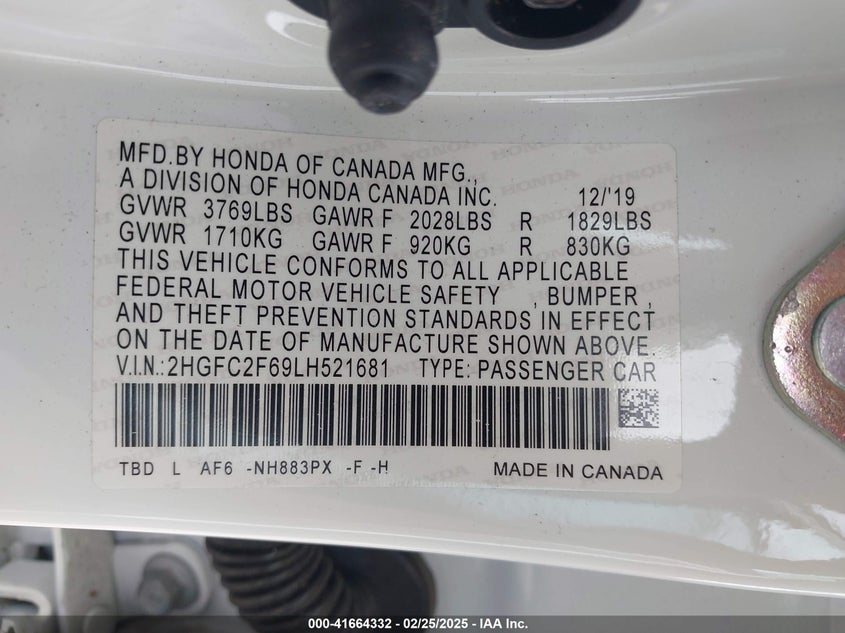 MFD.BY HONDA OF CANADA MFG.,
A DIVISION OF HONDA CANADA INC. 12/'19
GVWR 3769LBS GAWR F 2028LBS R 1829LBS
GVWR 1710KG GAWR F 920KG R 830KG
THIS VEHICLE CONFORMS TO ALL APPLICABLE
FEDERAL MOTOR VEHICLE SAFETY , BUMPER ,
AND THEFT PREVENTION STANDARDS IN EFFECT
ON THE DATE OF MANUFACTURE SHOWN ABOVE.
V.I.N.:2HGFC2F69LH521681 TYPE: PASSENGER CAR
TBD L AF6 -NH883PX -F -H MADE IN CANADA
000-41664332 - 02/25/2025 - IAA Inc.